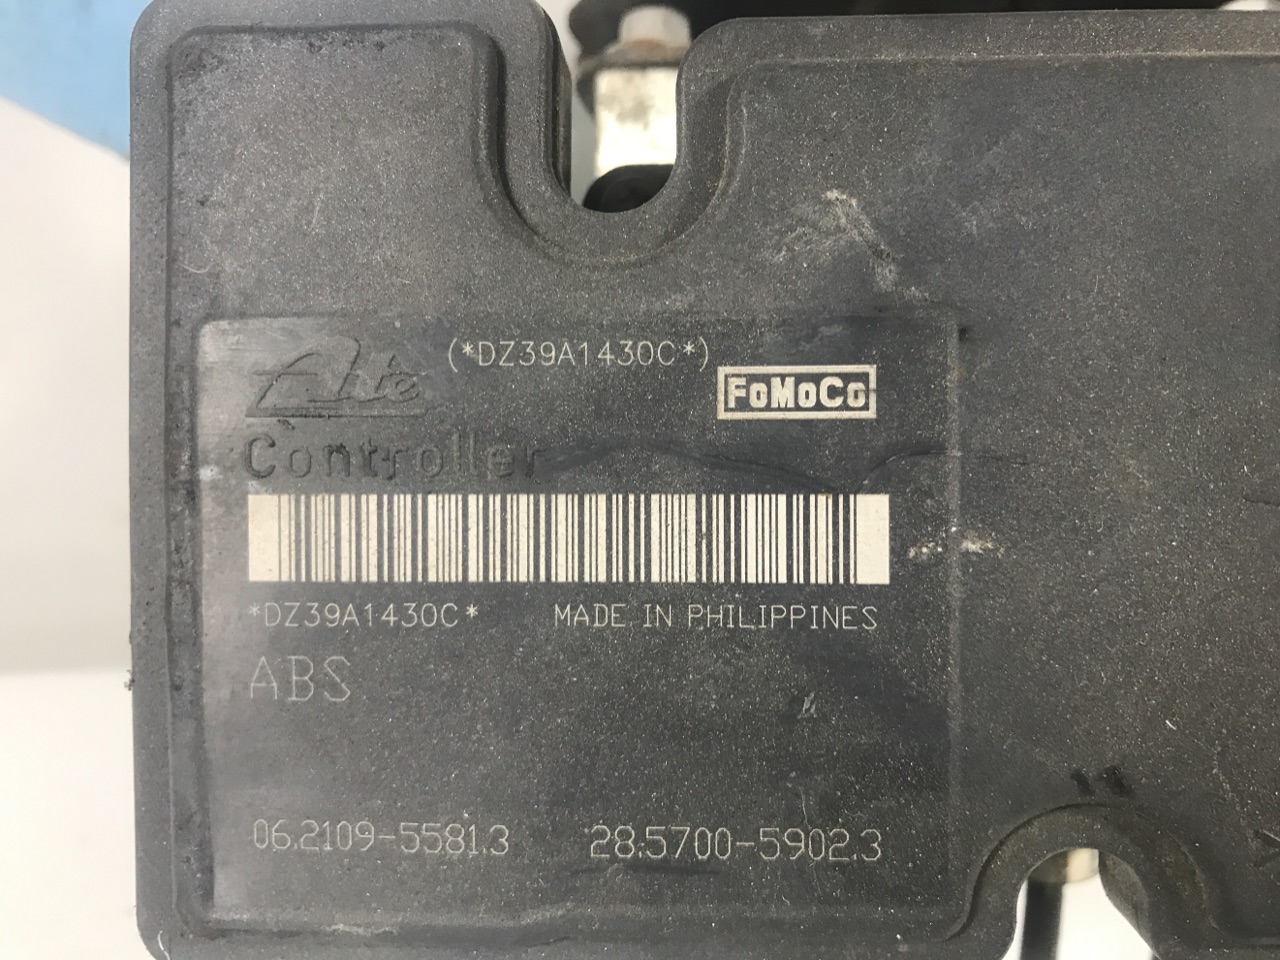 (*DZ39A1430C*)
Ate
FoMoCo
Controller
*DZ39A1430C* MADE IN PHILIPPINES
ABS
06.2109-5581.3 28.5700-5902.3